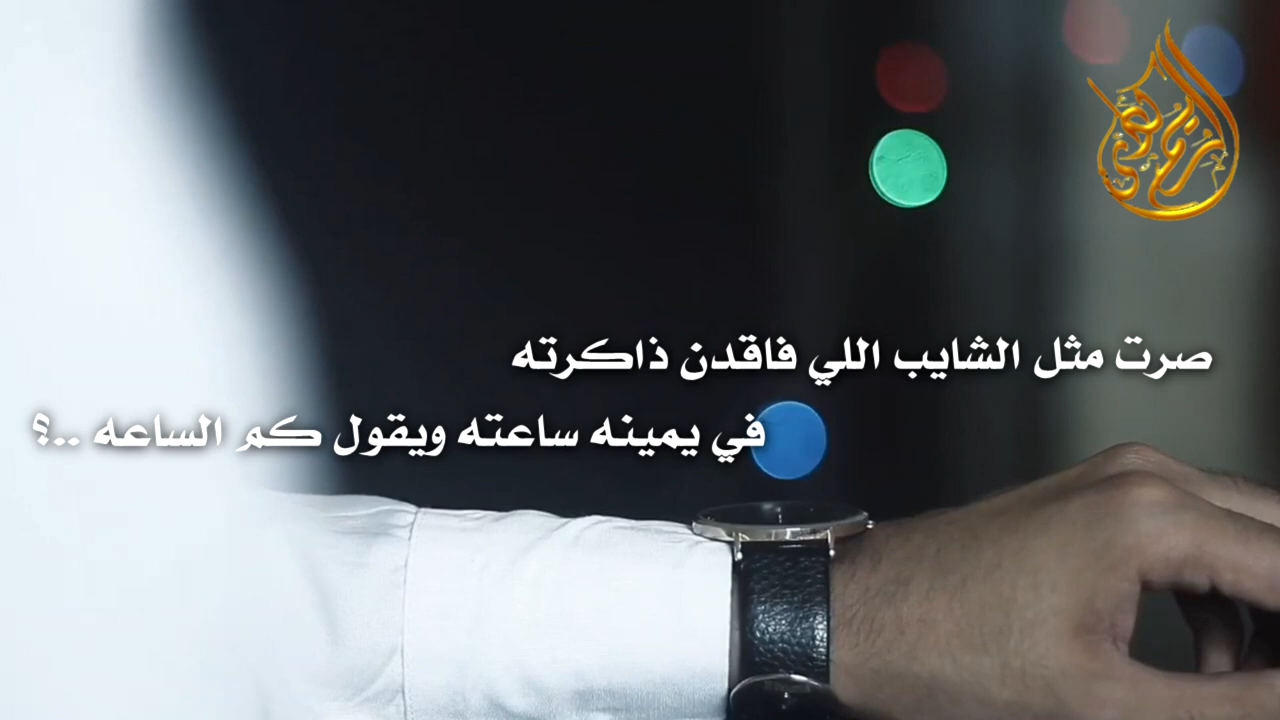 صرت مثل الشايب اللي فاقدن ذاكرته
في يمينه ساعته ويقول كم الساعه ..؟